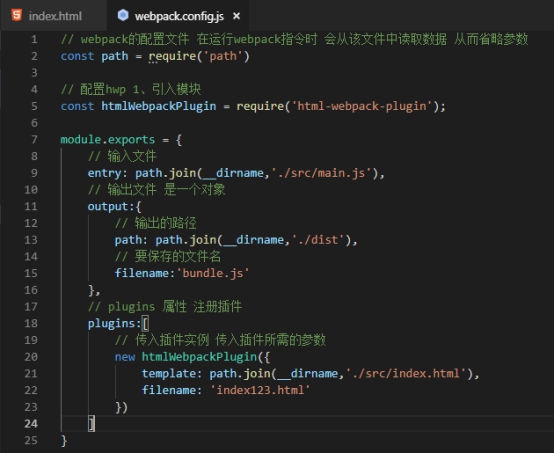 index.html
webpack.config.js
1 // webpack的配置文件 在运行webpack指令时 会从该文件中读取数据 从而省略参数
2 const path = require('path')
3
4 // 配置hwp 1、引入模块
5 const htmlWebpackPlugin = require('html-webpack-plugin');
6
7 module.exports = {
8 // 输入文件
9 entry: path.join(__dirname,'./src/main.js'),
10 // 输出文件 是一个对象
11 output:{
12 // 输出的路径
13 path: path.join(__dirname,'./dist'),
14 // 要保存的文件名
15 filename:'bundle.js'
16 },
17 // plugins 属性 注册插件
18 plugins:[
19 // 传入插件实例 传入插件所需的参数
20 new htmlWebpackPlugin({
21 template: path.join(__dirname,'./src/index.html'),
22 filename: 'index123.html'
23 })
24 ]
25 }